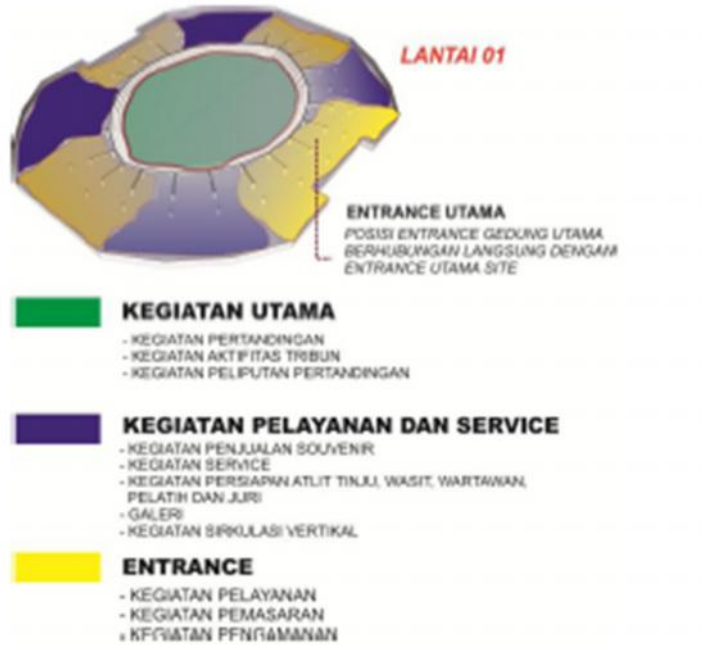 LANTAI 01
ENTRANCE UTAMA
POSISI ENTRANCE GEDUNG UTAMA
BERHUBUNGAN LANGSUNG DENGAN
ENTRANCE UTAMA SITE
KEGIATAN UTAMA
- KEGIATAN PERTANDINGAN
- KEGIATAN AKTIFITAS TRIBUN
- KEGIATAN PELIPUTAN PERTANDINGAN
KEGIATAN PELAYANAN DAN SERVICE
- KEGIATAN PENJUALAN SOUVENIR
- KEGIATAN SERVICE
- KEGIATAN PERSIAPAN ATLIT TINJU, WASIT, WARTAWAN,
PELATIH DAN JURI
- GALERI
- KEGIATAN SIRKULASI VERTIKAL
ENTRANCE
- KEGIATAN PELAYANAN
- KEGIATAN PEMASARAN
- KEGIATAN PENGAMANAN